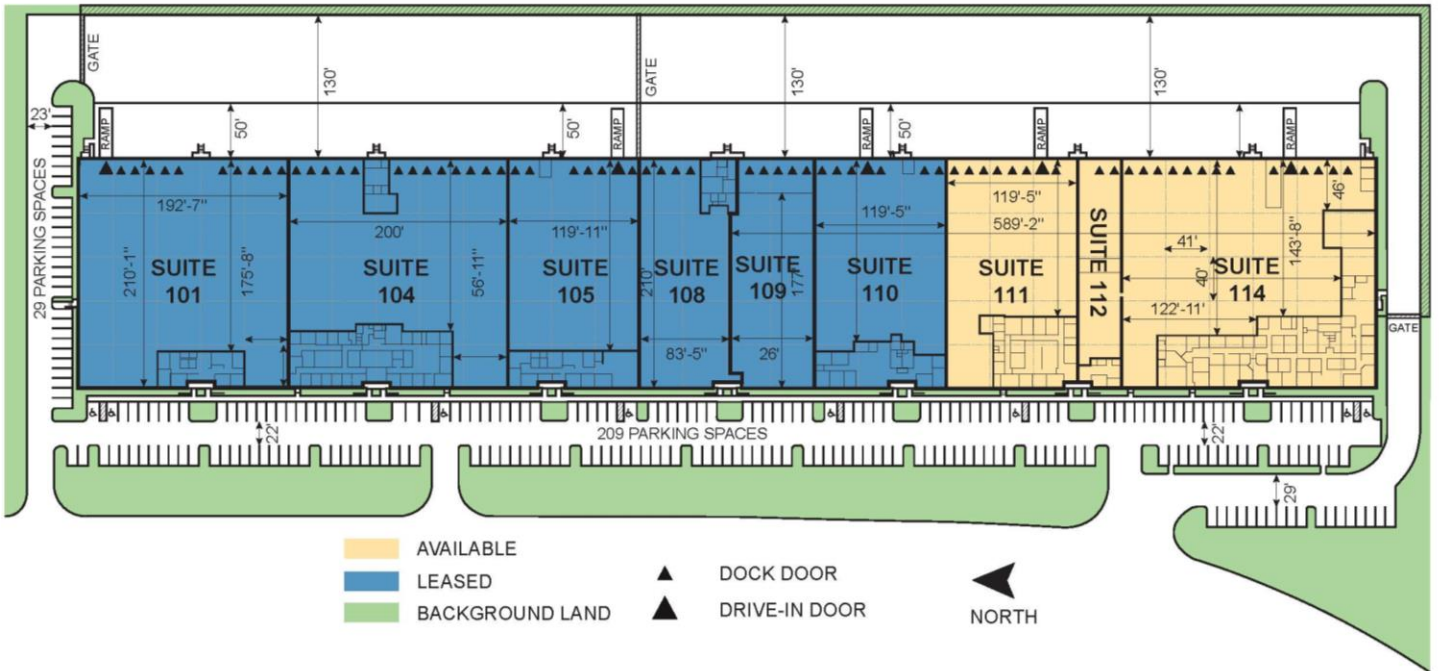 GATE
130'
GATE
130'
130'
23'
RAMP
50'
50'
RAMP
RAMP
50'
RAMP
RAMP
29 PARKING SPACES
192'-7"
210'-1"
175'-8"
SUITE
101
200'
56'-11"
SUITE
104
119'-11"
SUITE
105
210'
SUITE
108
83'-5"
SUITE
109
177'
26'
119'-5"
SUITE
110
119'-5"
589'-2"
SUITE
111
SUITE 112
46'
143'-8"
41'
40'
SUITE
114
122'-11"
GATE
22'
209 PARKING SPACES
22'
29'
AVAILABLE
LEASED
BACKGROUND LAND
DOCK DOOR
DRIVE-IN DOOR
NORTH